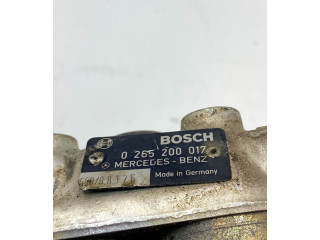 BOSCH
0 265 200 017
MERCEDES-BENZ
Made in Germany